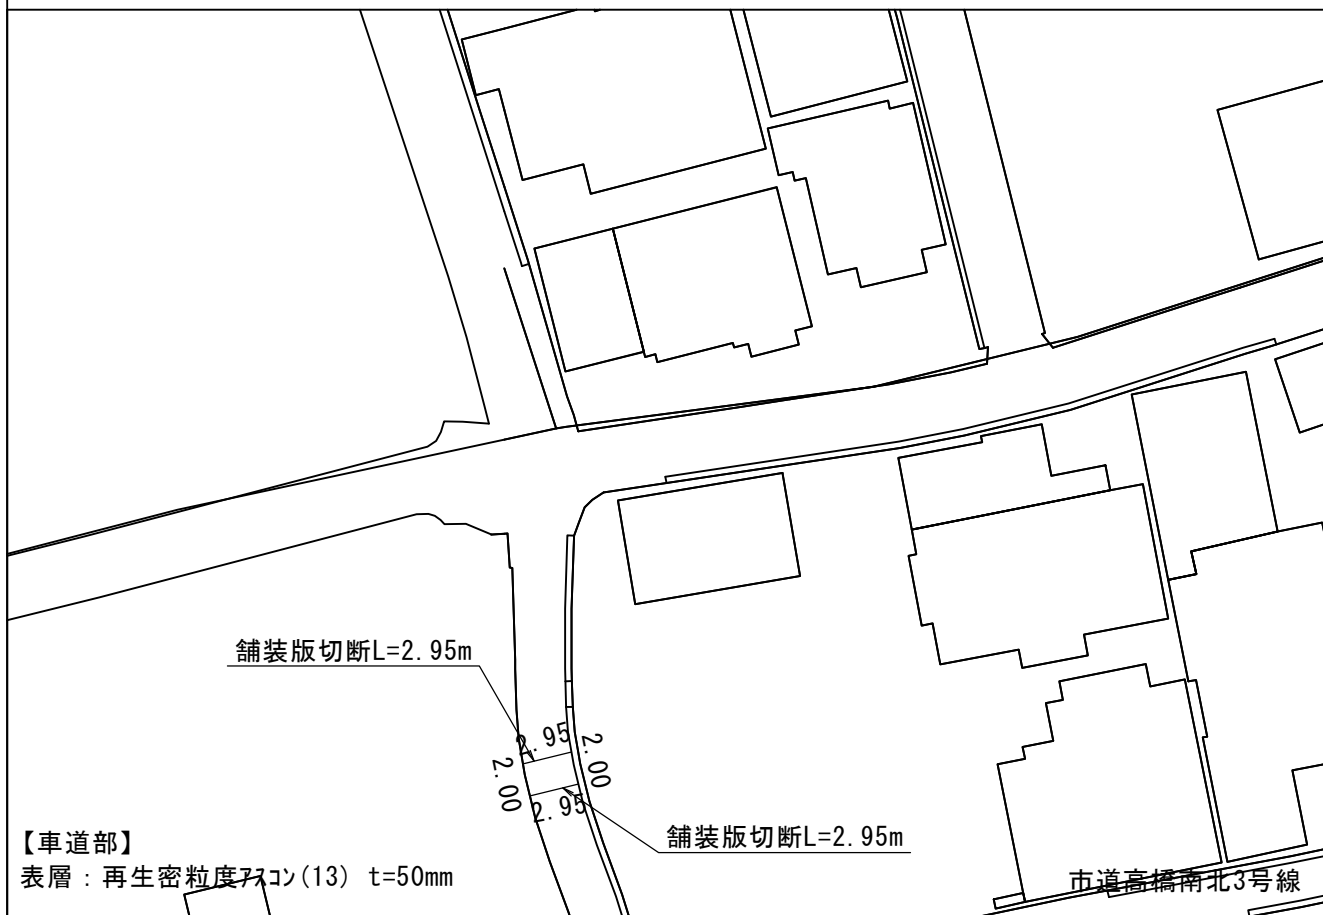 舗装版切断L=2.95m
2.95
2.00
2.00
2.95
舗装版切断L=2.95m
【車道部】
表層：再生密粒度アスコン(13) t=50mm
市道高橋南北3号線